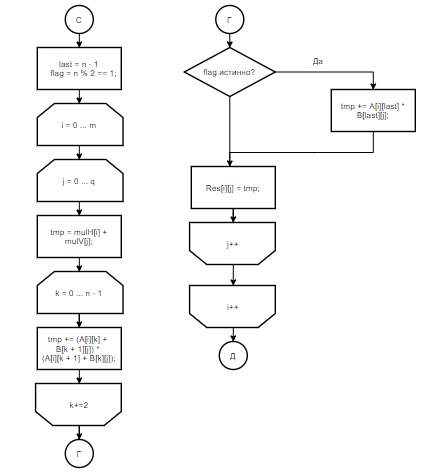 С
last = n - 1
flag = n % 2 == 1;
i = 0 ... m
j = 0 ... q
tmp = mulH[i] +
mulV[j];
k = 0 ... n - 1
tmp += (A[i][k] +
B[k + 1][j]) *
(A[i][k + 1] + B[k][j]);
k+=2
Г
Г
flag истинно?
Да
tmp += A[i][last] *
B[last][j];
Res[i][j] = tmp;
j++
i++
Д